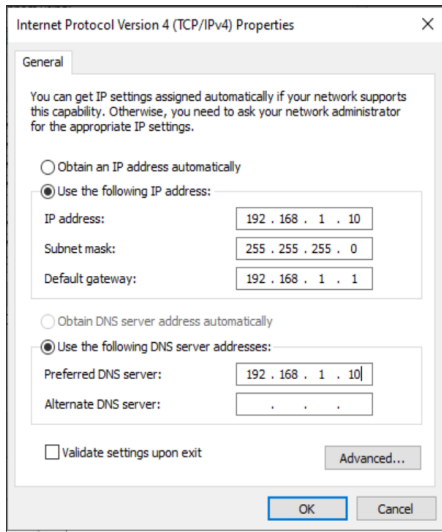 Internet Protocol Version 4 (TCP/IPv4) Properties
General
You can get IP settings assigned automatically if your network supports
this capability. Otherwise, you need to ask your network administrator
for the appropriate IP settings.
Obtain an IP address automatically
Use the following IP address:
IP address: 192 . 168 . 1 . 10
Subnet mask: 255 . 255 . 255 . 0
Default gateway: 192 . 168 . 1 . 1
Obtain DNS server address automatically
Use the following DNS server addresses:
Preferred DNS server: 192 . 168 . 1 . 10
Alternate DNS server: . . .
Validate settings upon exit
Advanced...
OK Cancel